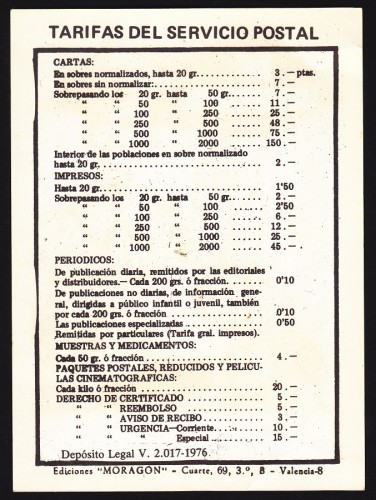 TARIFAS DEL SERVICIO POSTAL
CARTAS:
En sobres normalizados, hasta 20 gr. .................. 3 .— ptas.
En sobres sin normalizar: .................. 7 .—
Sobrepasando los 20 gr. hasta 50 gr. ....... 7 .—
“ “ 50 “ 100 ....... 11 .—
“ “ 100 “ 250 ....... 25 .—
“ “ 250 “ 500 ....... 48 .—
“ “ 500 “ 1000 ....... 75 .—
“ “ 1000 “ 2000 ....... 150 .—
Interior de las poblaciones en sobre normalizado
hasta 20 gr. .................. 2 .—
IMPRESOS:
Hasta 20 gr. .................. 1'50
Sobrepasando los 20 gr. hasta 50 gr. ....... 2 .—
“ “ 50 “ 100 ....... 2'50
“ “ 100 “ 250 ....... 6 .—
“ “ 250 “ 500 ....... 12 .—
“ “ 500 “ 1000 ....... 25 .—
“ “ 1000 “ 2000 ....... 45 .—
PERIODICOS:
De publicación diaria, remitidos por las editoriales
y distribuidores.— Cada 200 grs. ó fracción. ....... 0'10
De publicaciones no diarias, de información gene-
ral, dirigidas a público infantil o juvenil, también
por cada 200 grs. ó fracción .................. 0'10
Las publicaciones especializadas .................. 0'50
Remitidas por particulares (Tarifa gral. impresos).
MUESTRAS Y MEDICAMENTOS:
Cada 50 gr. ó fracción .................. 4 .—
PAQUETES POSTALES, REDUCIDOS Y PELICU-
LAS CINEMATOGRAFICAS:
Cada kilo ó fracción .................. 20 .—
DERECHO DE CERTIFICADO .................. 5 .—
“ “ REEMBOLSO .................. 5 .—
“ “ AVISO DE RECIBO .................. 3 .—
“ “ URGENCIA—Corriente. .................. 10 .—
“ “ Especial .................. 15 .—
Depósito Legal V. 2.017-1976
Ediciones "MORAGON" - Cuarte, 69, 3.º, 8 - Valencia-8